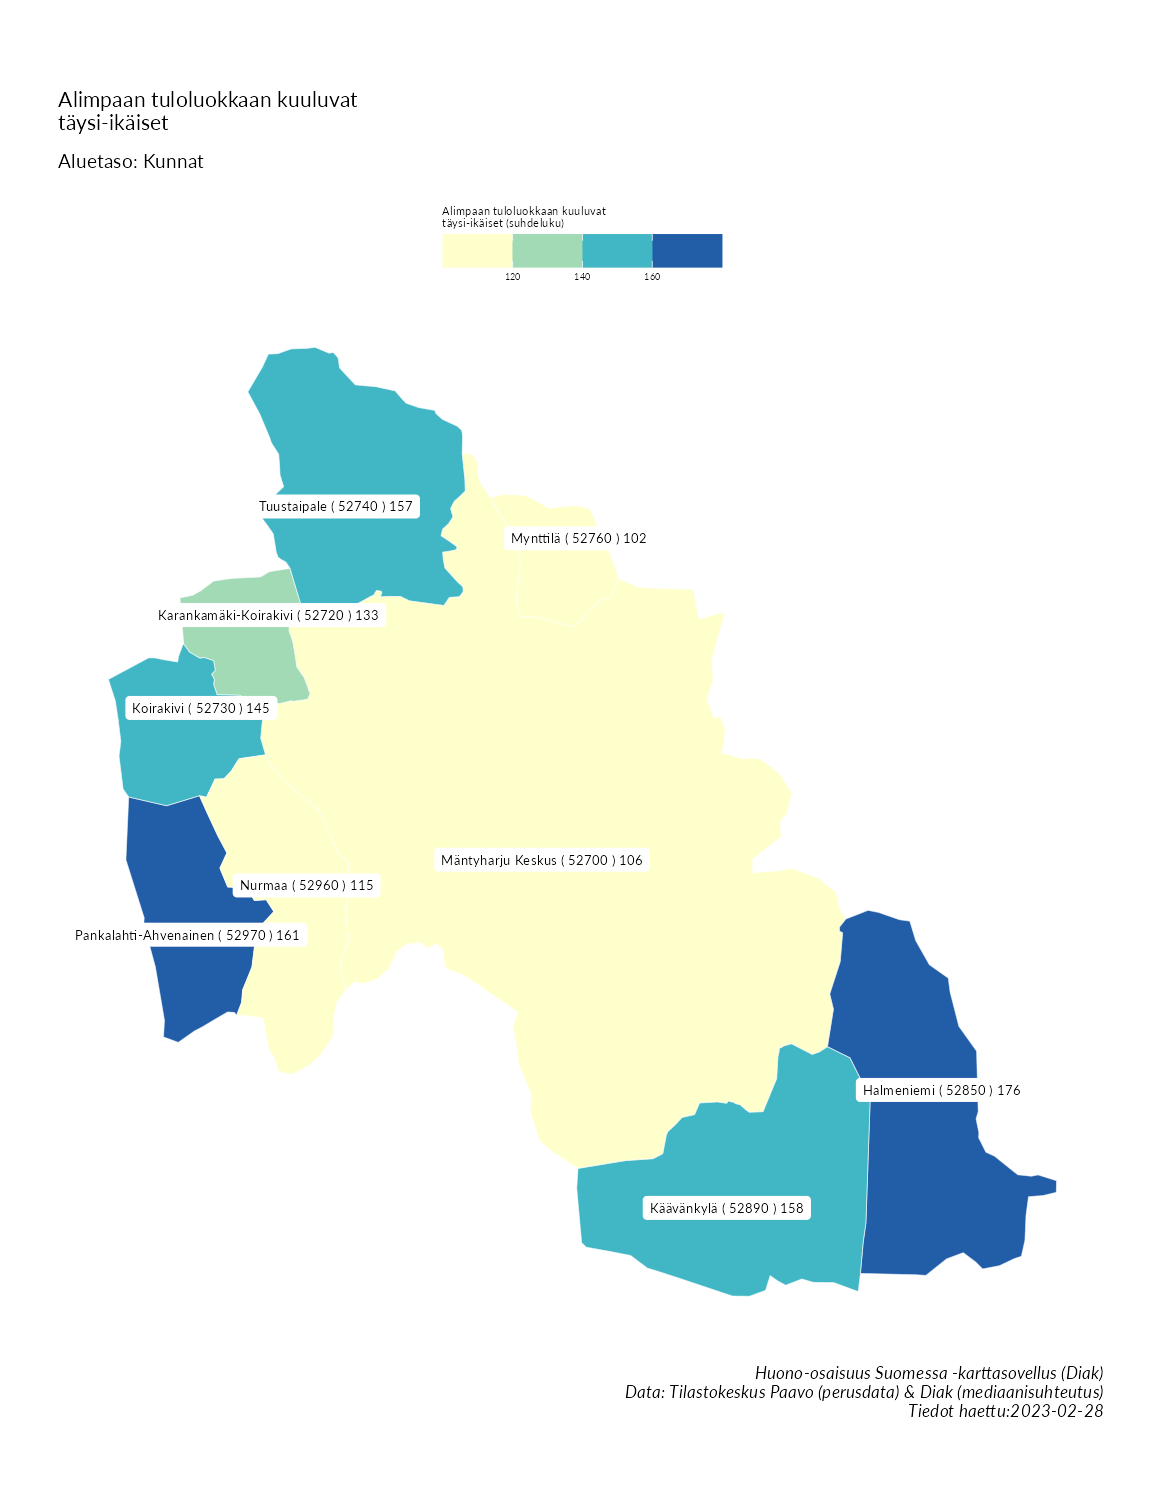 Alimpaan tuloluokkaan kuuluvat
täysi-ikäiset
Aluetaso: Kunnat
Alimpaan tuloluokkaan kuuluvat
täysi-ikäiset (suhdeluku)
120 140 160
Tuustaipale ( 52740 ) 157
Mynttilä ( 52760 ) 102
Karankamäki-Koirakivi ( 52720 ) 133
Koirakivi ( 52730 ) 145
Mäntyharju Keskus ( 52700 ) 106
Nurmaa ( 52960 ) 115
Pankalahti-Ahvenainen ( 52970 ) 161
Halmeniemi ( 52850 ) 176
Käävänkylä ( 52890 ) 158
Huono-osaisuus Suomessa -karttasovellus (Diak)
Data: Tilastokeskus Paavo (perusdata) & Diak (mediaanisuhteutus)
Tiedot haettu:2023-02-28